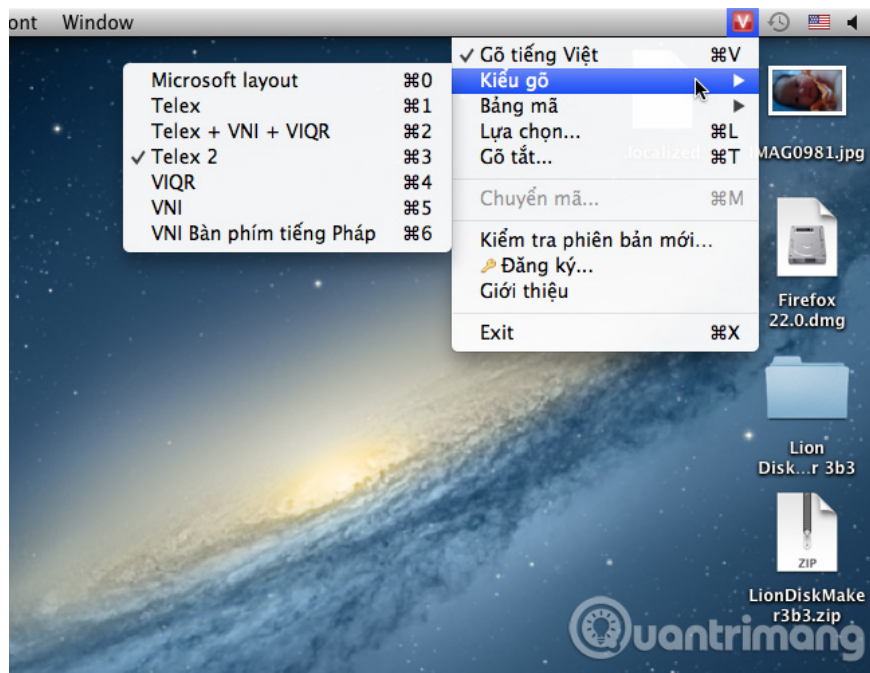 ont Window
V
✓ Gõ tiếng Việt ⌘V
Kiểu gõ
Bảng mã
Lựa chọn... ⌘L
Gõ tắt... ⌘T
Chuyển mã... ⌘M
Kiểm tra phiên bản mới...
Đăng ký...
Giới thiệu
Exit ⌘X
Microsoft layout ⌘0
Telex ⌘1
Telex + VNI + VIQR ⌘2
✓ Telex 2 ⌘3
VIQR ⌘4
VNI ⌘5
VNI Bàn phím tiếng Pháp ⌘6
.localized
IMAG0981.jpg
Firefox
22.0.dmg
Lion
Disk...r 3b3
ZIP
LionDiskMake
r3b3.zip
Quantrimang